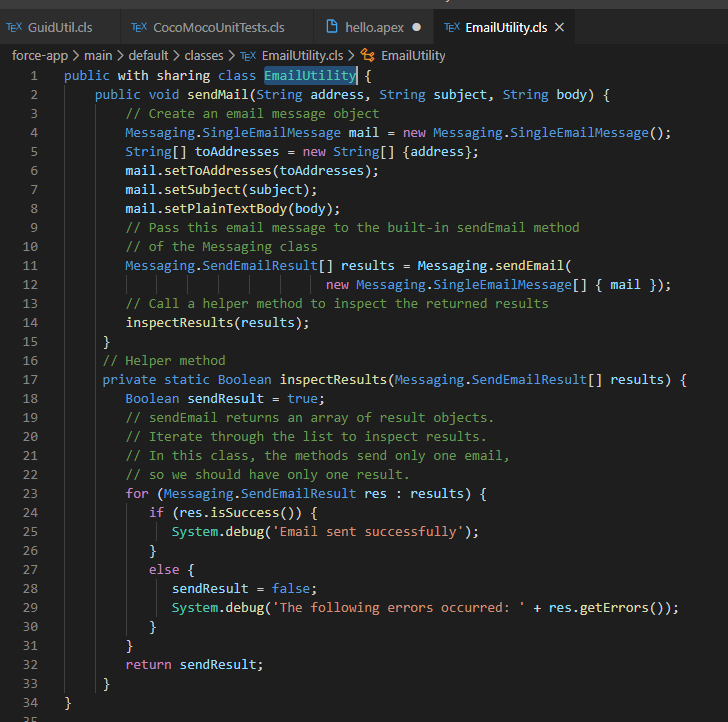 TEX GuidUtil.cls TEX CocoMocoUnitTests.cls hello.apex TEX EmailUtility.cls
force-app > main > default > classes > TEX EmailUtility.cls > EmailUtility
1 public with sharing class EmailUtility {
2     public void sendMail(String address, String subject, String body) {
3         // Create an email message object
4         Messaging.SingleEmailMessage mail = new Messaging.SingleEmailMessage();
5         String[] toAddresses = new String[] {address};
6         mail.setToAddresses(toAddresses);
7         mail.setSubject(subject);
8         mail.setPlainTextBody(body);
9         // Pass this email message to the built-in sendEmail method
10         // of the Messaging class
11         Messaging.SendEmailResult[] results = Messaging.sendEmail(
12                                  new Messaging.SingleEmailMessage[] { mail });
13         // Call a helper method to inspect the returned results
14         inspectResults(results);
15      }
16      // Helper method
17      private static Boolean inspectResults(Messaging.SendEmailResult[] results) {
18         Boolean sendResult = true;
19         // sendEmail returns an array of result objects.
20         // Iterate through the list to inspect results.
21         // In this class, the methods send only one email,
22         // so we should have only one result.
23         for (Messaging.SendEmailResult res : results) {
24            if (res.isSuccess()) {
25               System.debug('Email sent successfully');
26            }
27            else {
28               sendResult = false;
29               System.debug('The following errors occurred: ' + res.getErrors());
30            }
31         }
32         return sendResult;
33      }
34 }
35